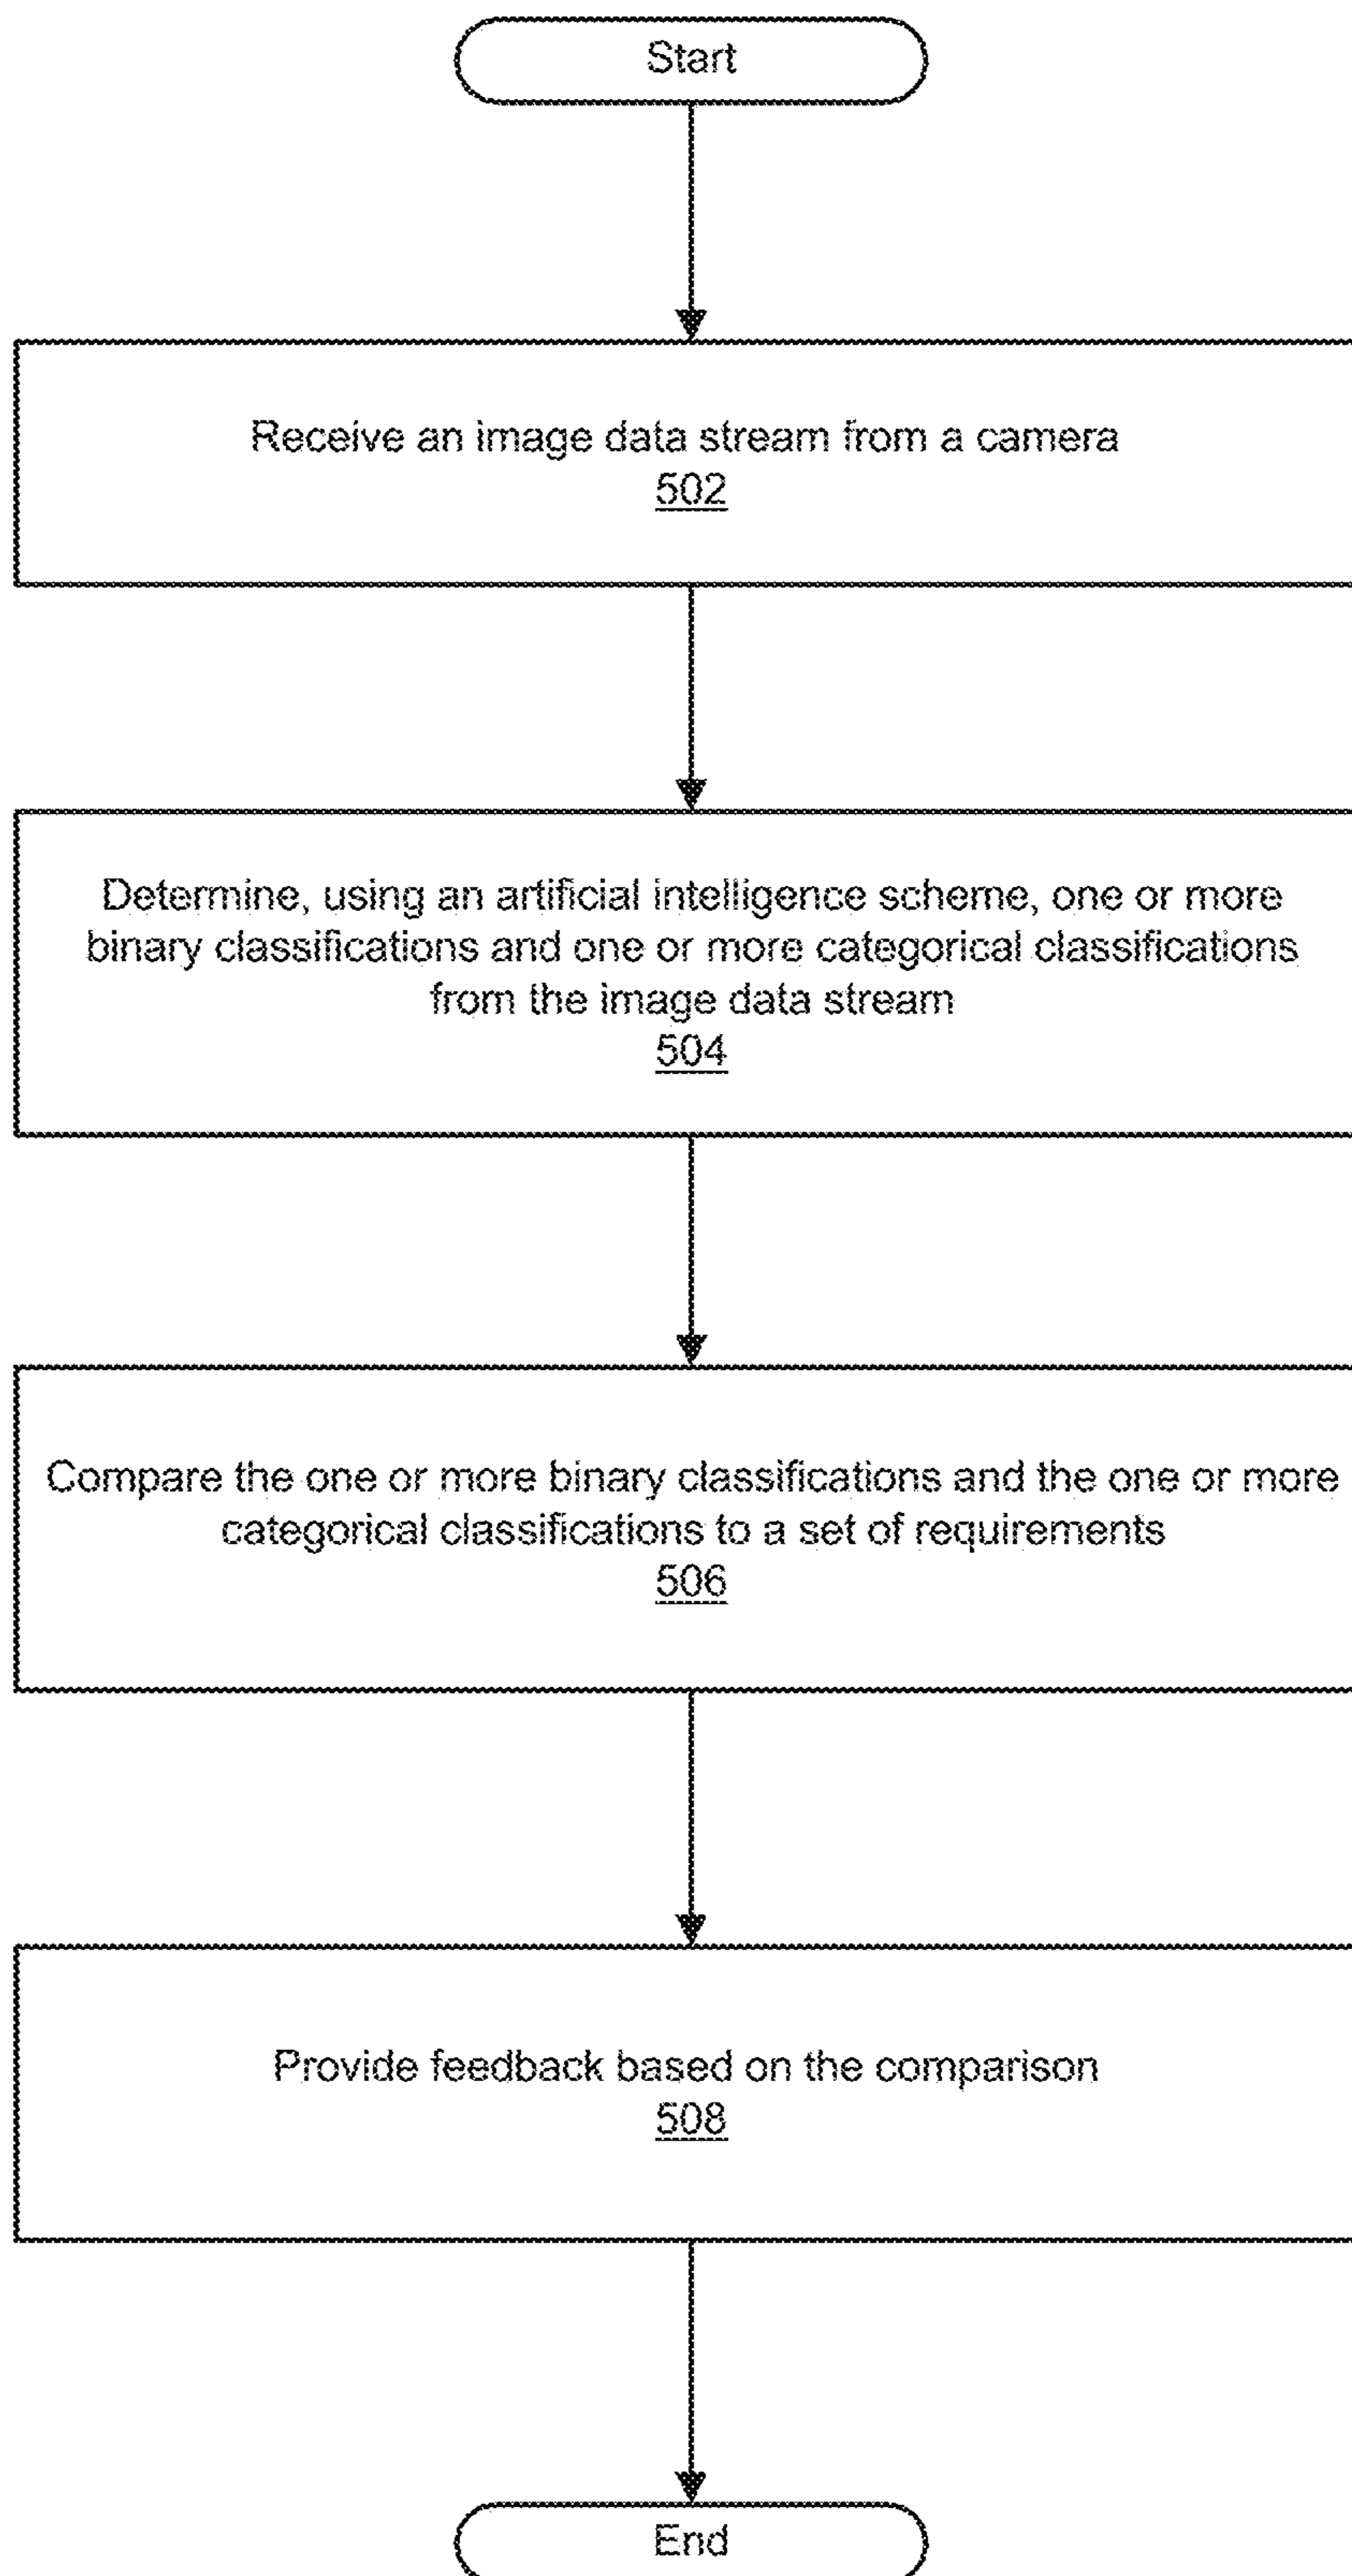 Start
Receive an image data stream from a camera
502
Determine, using an artificial intelligence scheme, one or more
binary classifications and one or more categorical classifications
from the image data stream
504
Compare the one or more binary classifications and the one or more
categorical classifications to a set of requirements
506
Provide feedback based on the comparison
508
End